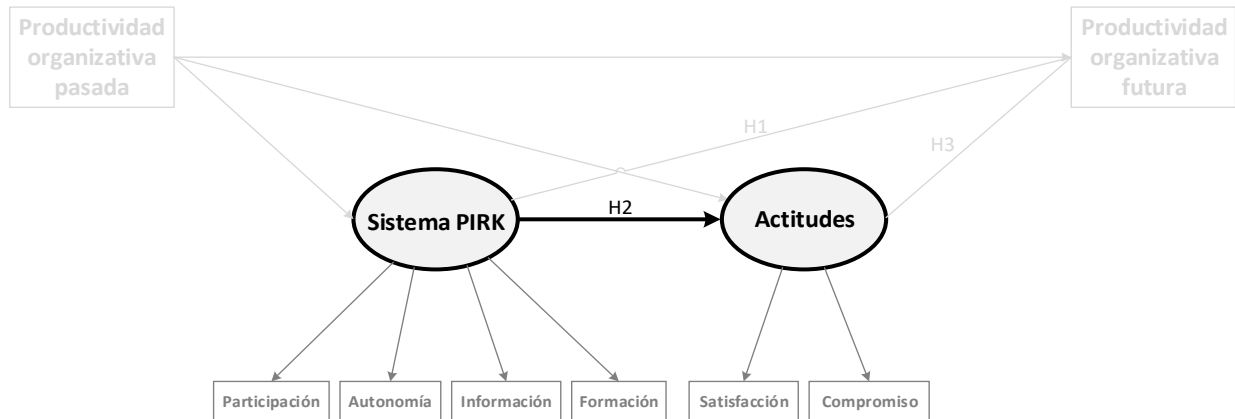 Productividad
organizativa
pasada
Productividad
organizativa
futura
H1
H3
Sistema PIRK
H2
Actitudes
Participación
Autonomía
Información
Formación
Satisfacción
Compromiso